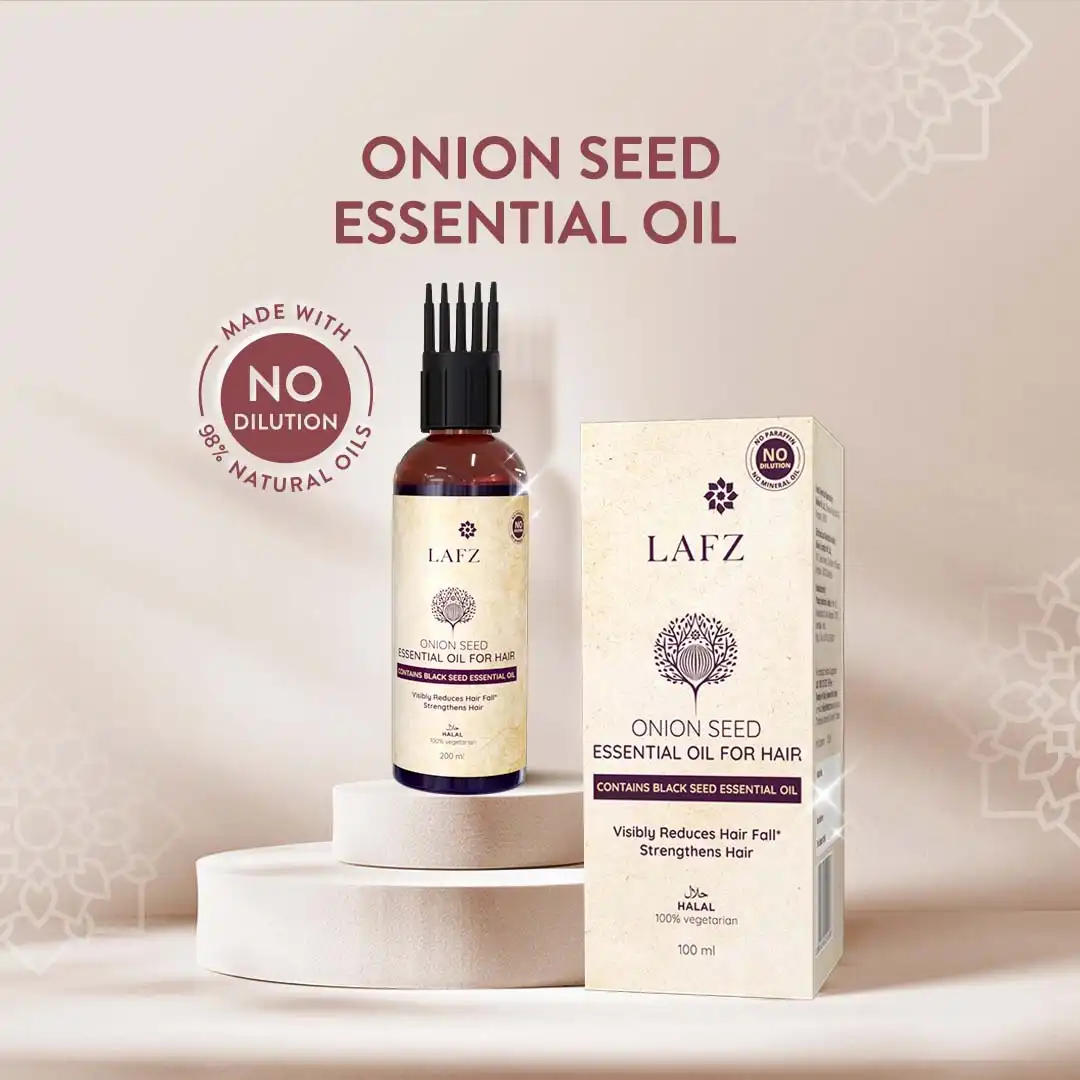 ONION SEED
ESSENTIAL OIL
MADE WITH
NO
DILUTION
98% NATURAL OILS
NO
LAFZ
ONION SEED
ESSENTIAL OIL FOR HAIR
CONTAINS BLACK SEED ESSENTIAL OIL
Visibly Reduces Hair Fall*
Strengthens Hair
حلال
HALAL
100% vegetarian
200 ml
NO PARAFFIN
NO
DILUTION
NO MINERAL OIL
LAFZ
ONION SEED
ESSENTIAL OIL FOR HAIR
CONTAINS BLACK SEED ESSENTIAL OIL
Visibly Reduces Hair Fall*
Strengthens Hair
حلال
HALAL
100% vegetarian
100 ml